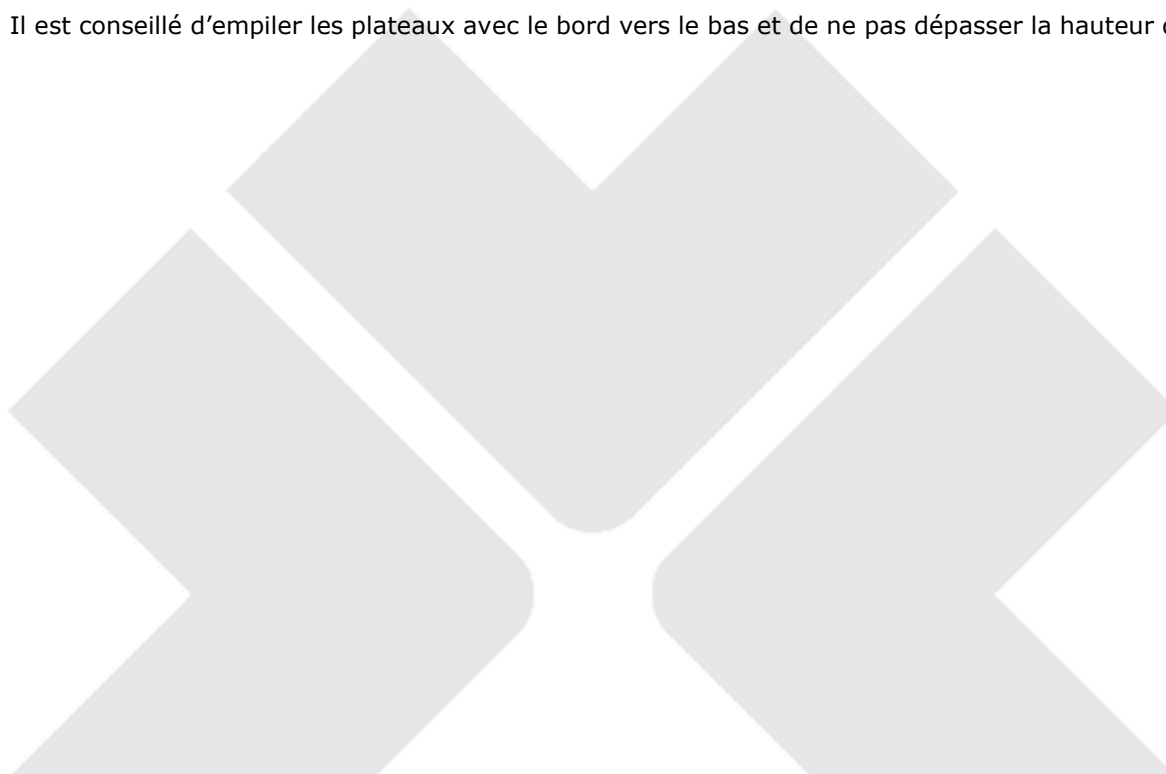 Il est conseillé d’empiler les plateaux avec le bord vers le bas et de ne pas dépasser la hauteur